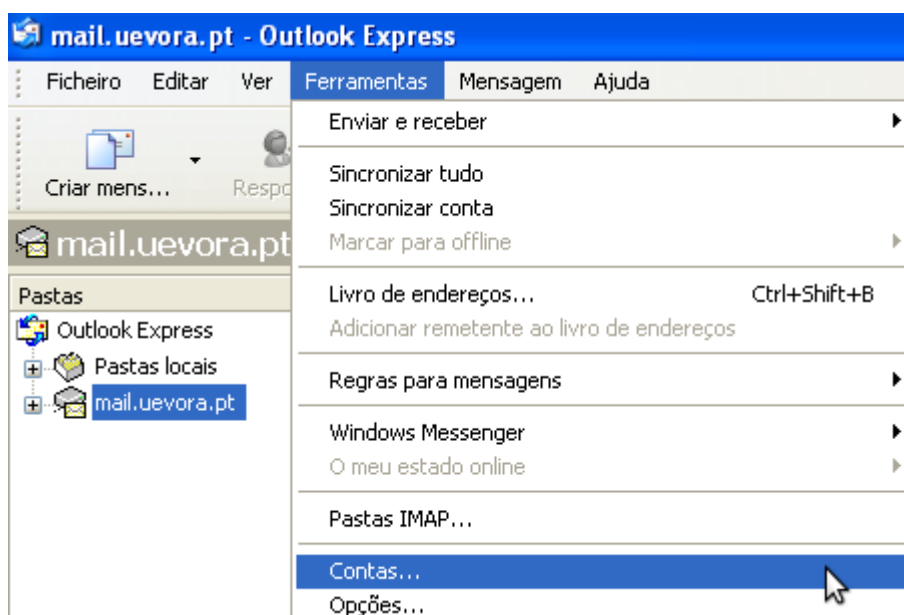 mail.uevora.pt - Outlook Express
Ficheiro Editar Ver Ferramentas Mensagem Ajuda
Criar mens... Respo
mail.uevora.pt
Pastas
Outlook Express
Pastas locais
mail.uevora.pt
Enviar e receber
Sincronizar tudo
Sincronizar conta
Marcar para offline
Livro de endereços... Ctrl+Shift+B
Adicionar remetente ao livro de endereços
Regras para mensagens
Windows Messenger
O meu estado online
Pastas IMAP...
Contas...
Opções...